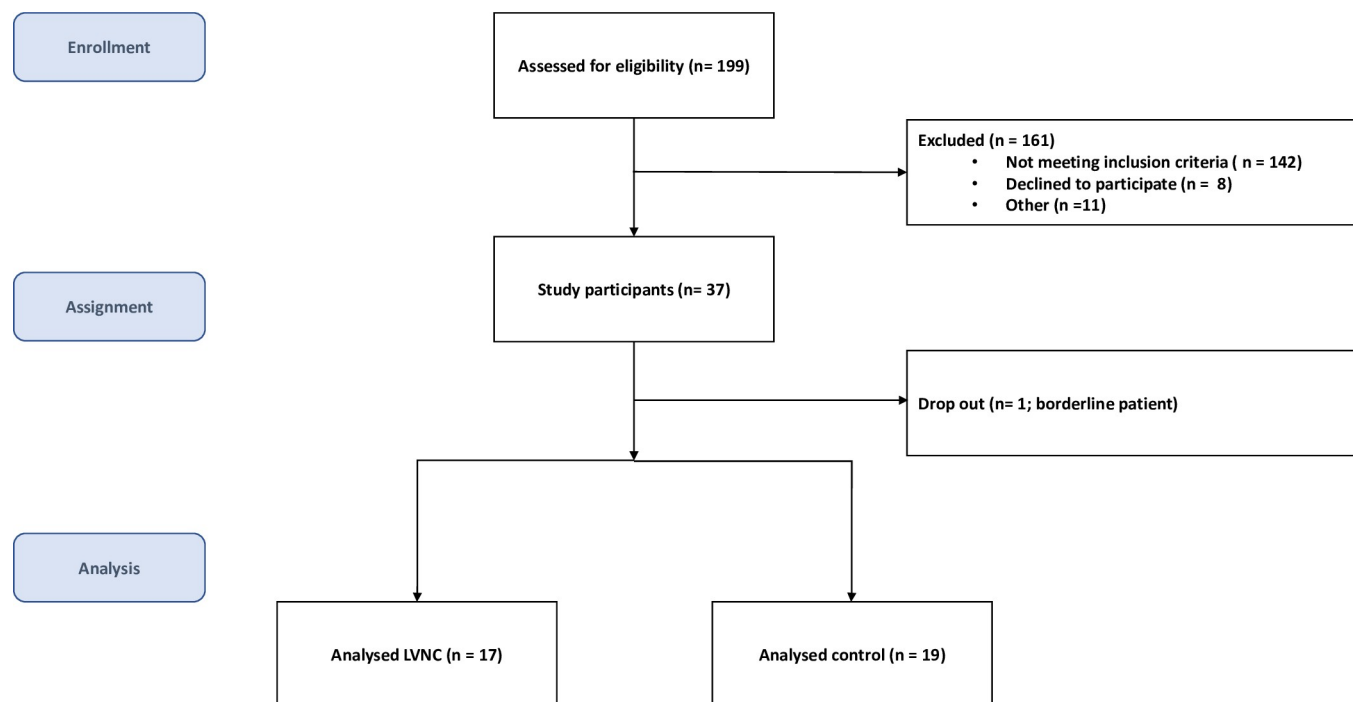 Enrollment
Assessed for eligibility (n= 199)
Excluded (n = 161)
• Not meeting inclusion criteria ( n = 142)
• Declined to participate (n =  8)
• Other (n =11)
Assignment
Study participants (n= 37)
Drop out (n= 1; borderline patient)
Analysis
Analysed LVNC (n = 17)
Analysed control (n = 19)